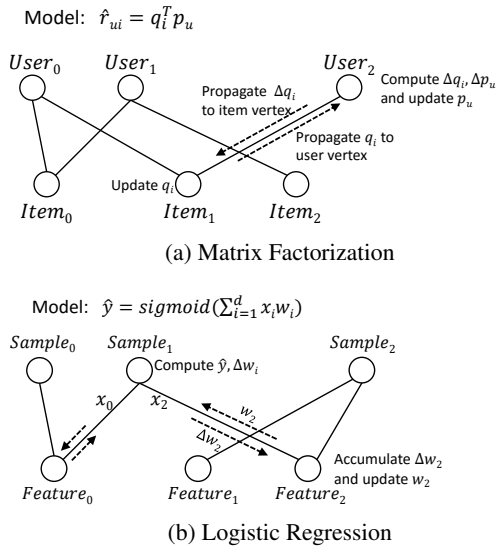 Model: r̂_ui = q_i^T p_u
User_0
User_1
User_2
Propagate Δq_i
to item vertex
Compute Δq_i, Δp_u
and update p_u
Propagate q_i to
user vertex
Update q_i
Item_0
Item_1
Item_2
(a) Matrix Factorization
Model: ŷ = sigmoid(∑_{i=1}^d x_i w_i)
Sample_0
Sample_1
Sample_2
Compute ŷ, Δw_i
x_0
x_2
w_2
Δw_2
Accumulate Δw_2
and update w_2
Feature_0
Feature_1
Feature_2
(b) Logistic Regression